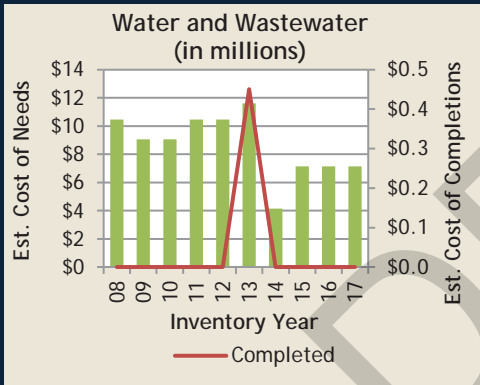 Water and Wastewater
(in millions)
Est. Cost of Needs
$14
$12
$10
$8
$6
$4
$2
$0
$0.5
$0.4
$0.3
$0.2
$0.1
$0.0
Est. Cost of Completions
08 09 10 11 12 13 14 15 16 17
Inventory Year
Completed